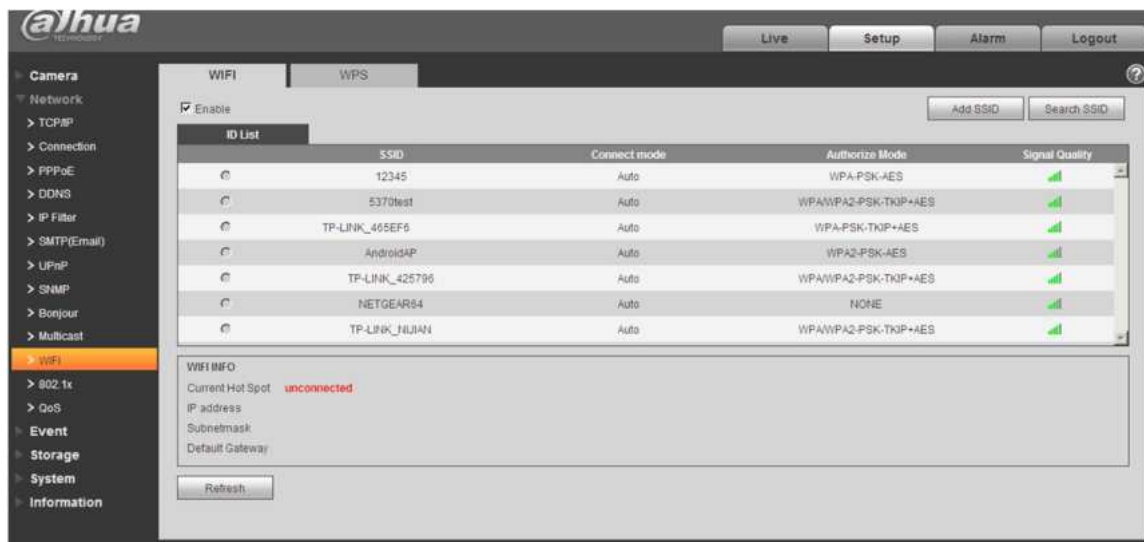 alhua
TECHNOLOGY
Live Setup Alarm Logout
Camera
Network
TCP/IP
Connection
PPPoE
DDNS
IP Filter
SMTP(Email)
UPnP
SNMP
Bonjour
Multicast
WIFI
802.1x
QoS
Event
Storage
System
Information
WIFI WPS
Enable Add SSID Search SSID
ID List
SSID Connect mode Authorize Mode Signal Quality
12345 Auto WPA-PSK-AES
5370test Auto WPA/WPA2-PSK-TKIP+AES
TP-LINK_465EF6 Auto WPA-PSK-TKIP+AES
AndroidAP Auto WPA2-PSK-AES
TP-LINK_425796 Auto WPA/WPA2-PSK-TKIP+AES
NETGEAR64 Auto NONE
TP-LINK_NIJIAN Auto WPA/WPA2-PSK-TKIP+AES
WIFI INFO
Current Hot Spot unconnected
IP address
Subnetmask
Default Gateway
Refresh